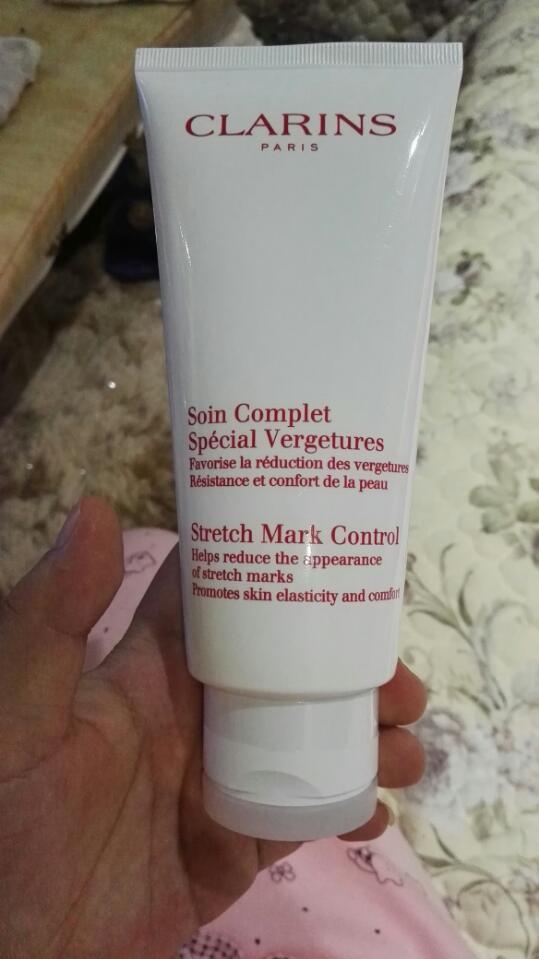 CLARINS
PARIS
Soin Complet
Spécial Vergetures
Favorise la réduction des vergetures
Résistance et confort de la peau
Stretch Mark Control
Helps reduce the appearance
of stretch marks
Promotes skin elasticity and comfort